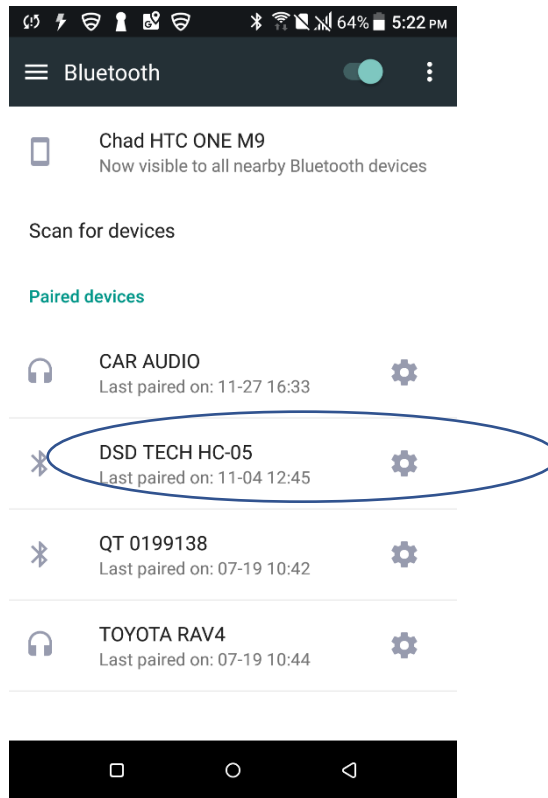 64% 5:22 PM
Bluetooth
Chad HTC ONE M9
Now visible to all nearby Bluetooth devices
Scan for devices
Paired devices
CAR AUDIO
Last paired on: 11-27 16:33
DSD TECH HC-05
Last paired on: 11-04 12:45
QT 0199138
Last paired on: 07-19 10:42
TOYOTA RAV4
Last paired on: 07-19 10:44